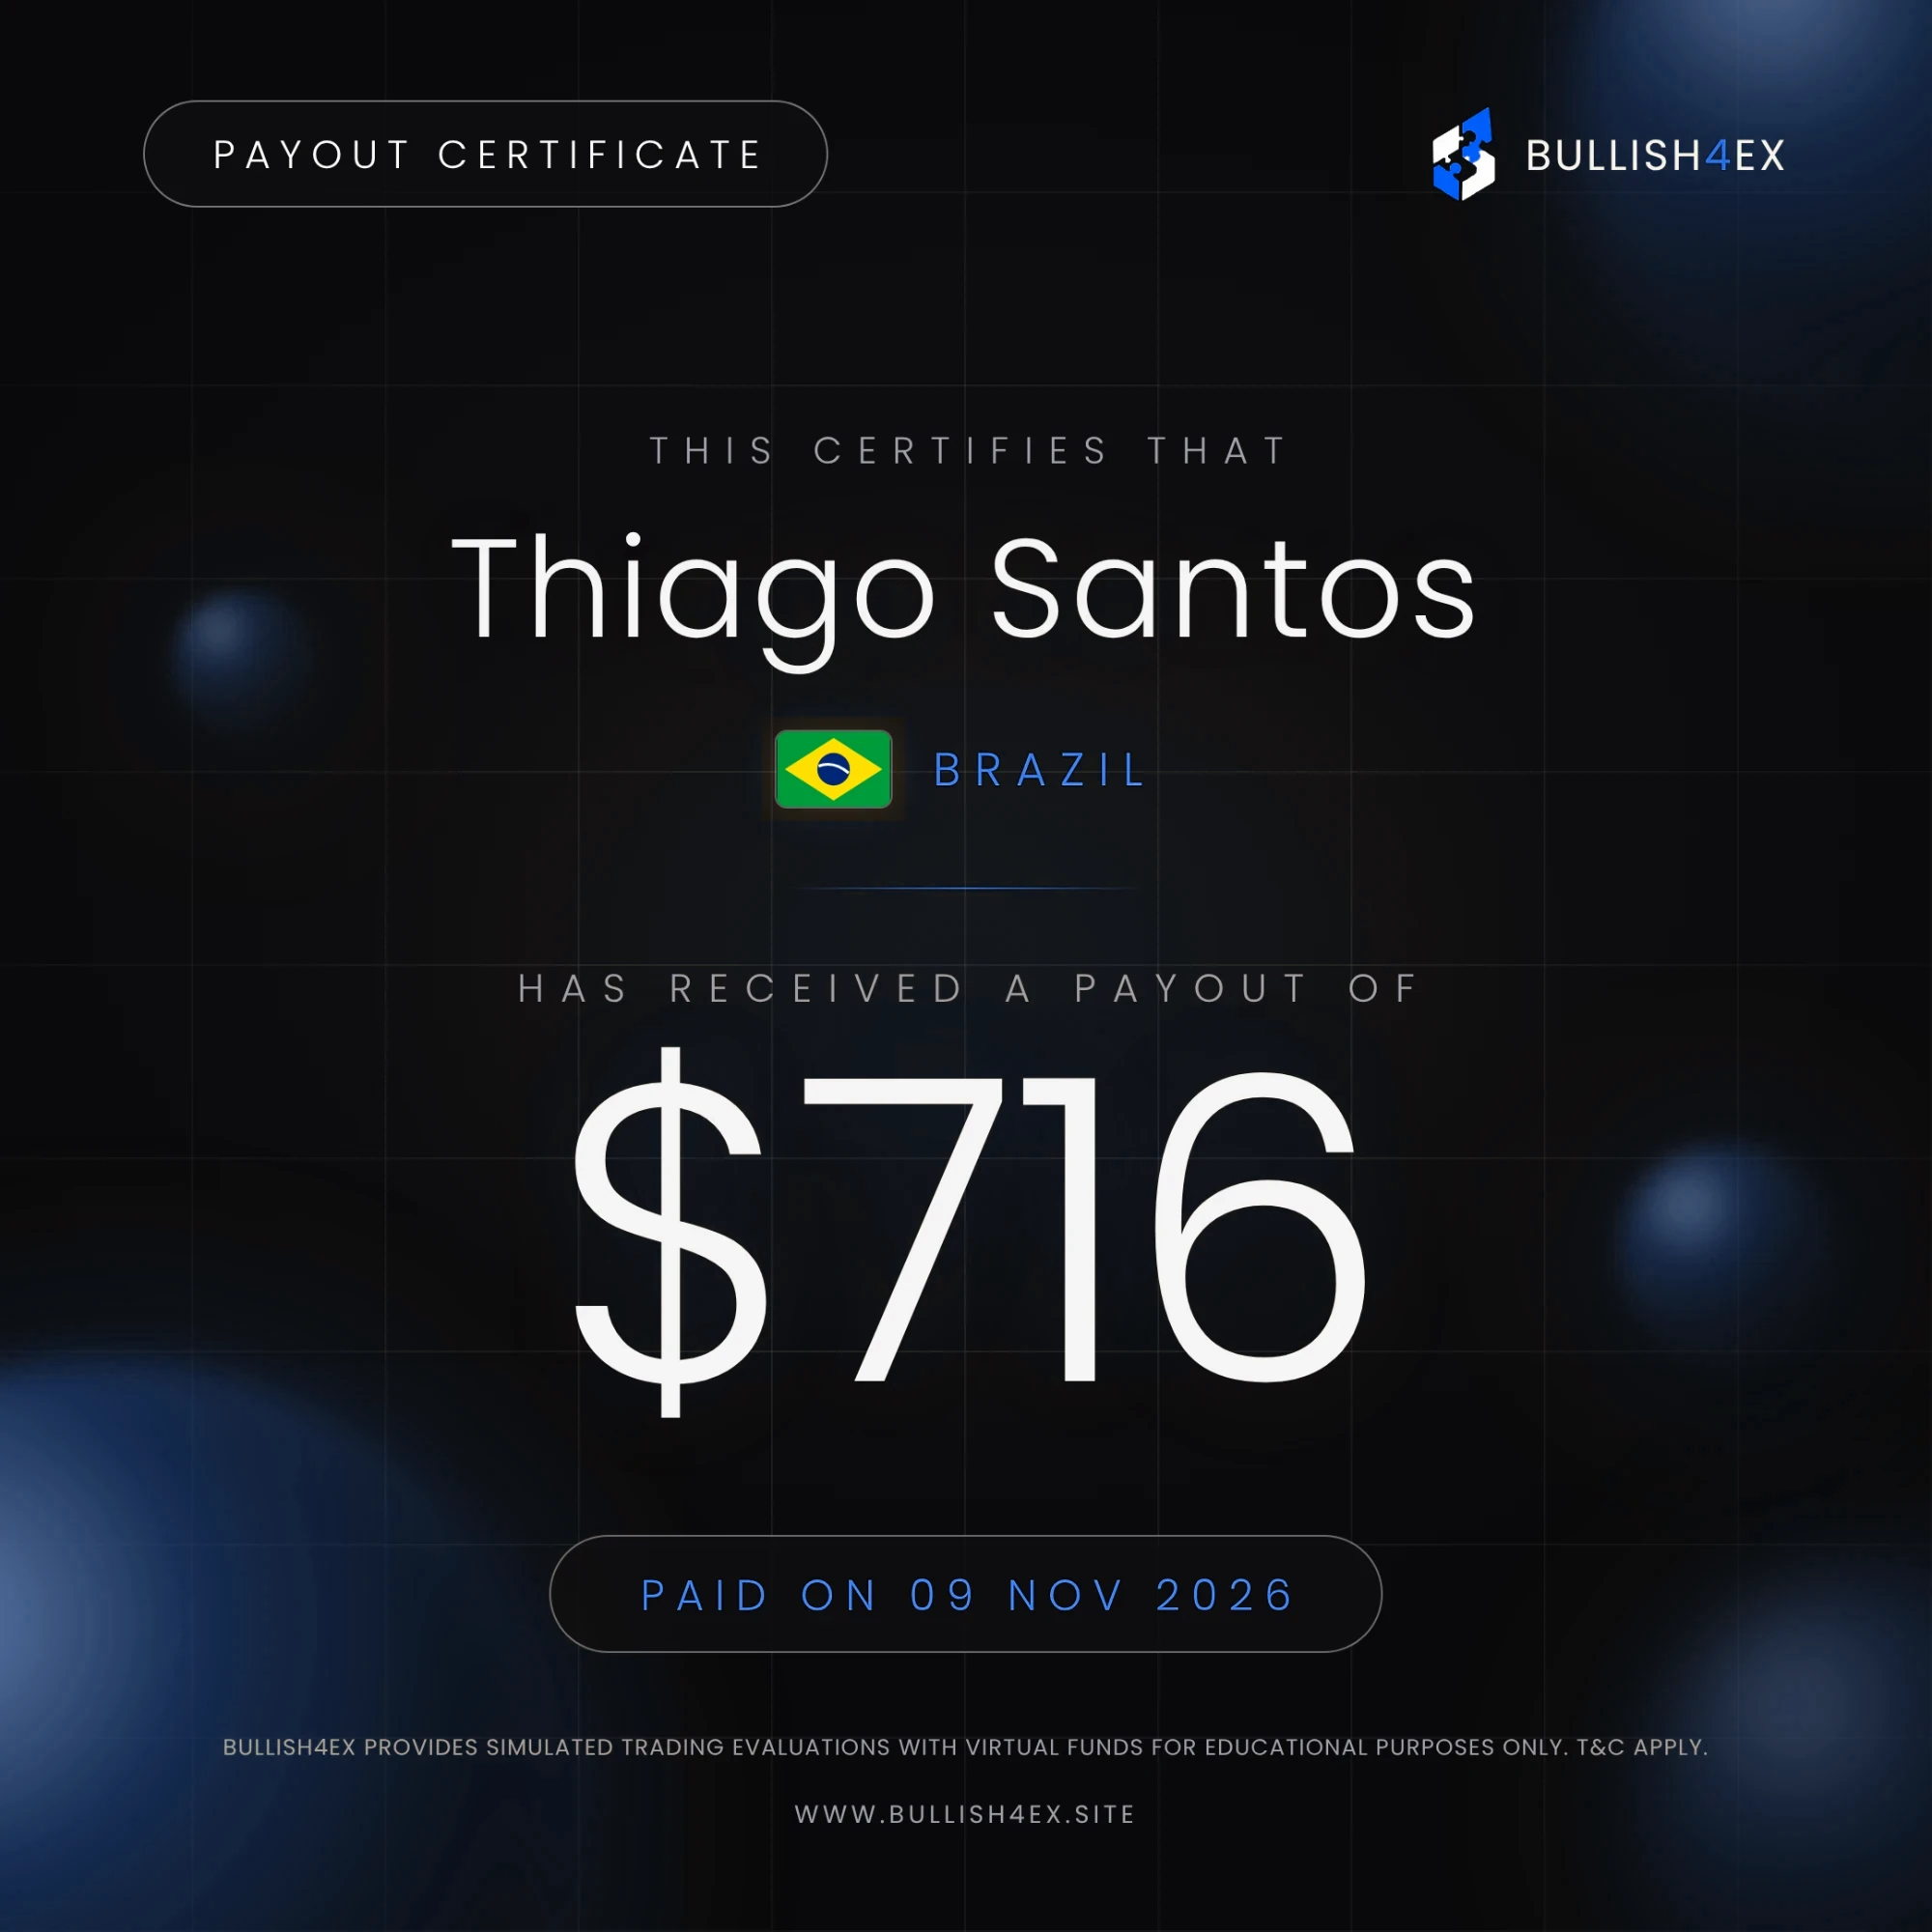 PAYOUT CERTIFICATE
BULLISH4EX
THIS CERTIFIES THAT
Thiago Santos
BRAZIL
HAS RECEIVED A PAYOUT OF
$716
PAID ON 09 NOV 2026
BULLISH4EX PROVIDES SIMULATED TRADING EVALUATIONS WITH VIRTUAL FUNDS FOR EDUCATIONAL PURPOSES ONLY. T&C APPLY.
WWW.BULLISH4EX.SITE